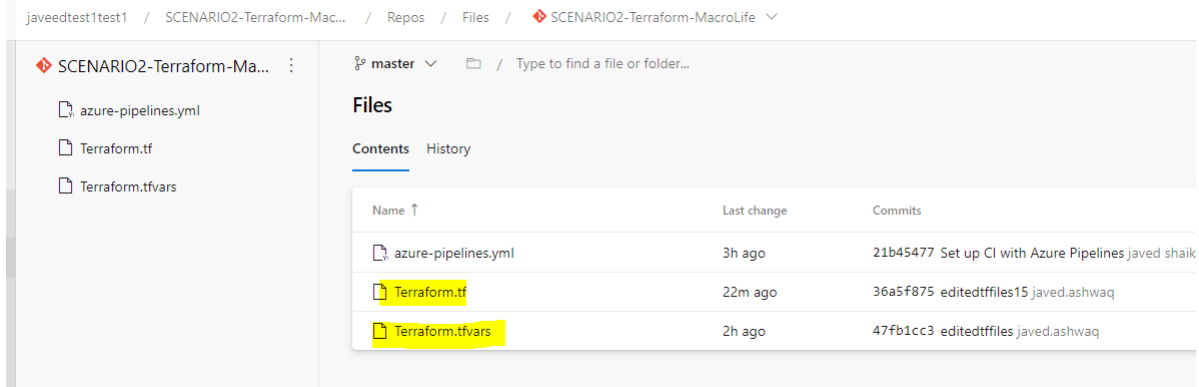 javeedtest1test1 / SCENARIO2-Terraform-Mac... / Repos / Files / SCENARIO2-Terraform-MacroLife
SCENARIO2-Terraform-Ma...
azure-pipelines.yml
Terraform.tf
Terraform.tfvars
master / Type to find a file or folder...
Files
Contents History
Name ↑ Last change Commits
azure-pipelines.yml 3h ago 21b45477 Set up CI with Azure Pipelines javed shaik
Terraform.tf 22m ago 36a5f875 editedtffiles15 javed.ashwaq
Terraform.tfvars 2h ago 47fb1cc3 editedtffiles javed.ashwaq